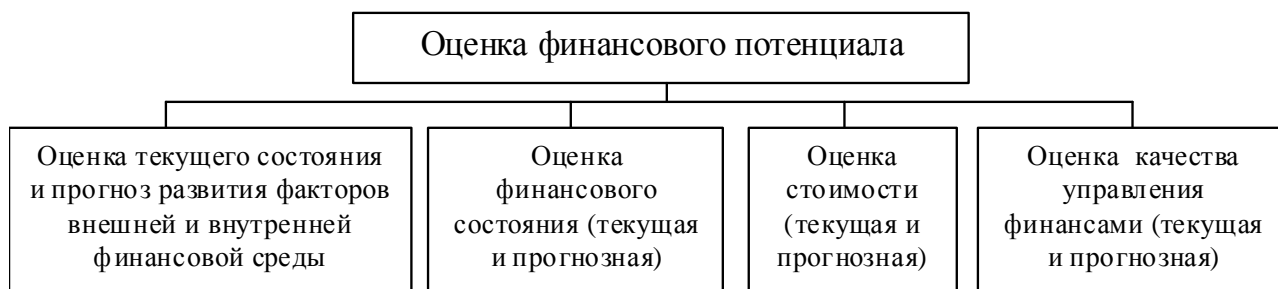 Оценка финансового потенциала
Оценка текущего состояния
и прогноз развития факторов
внешней и внутренней
финансовой среды
Оценка
финансового
состояния (текущая
и прогнозная)
Оценка
стоимости
(текущая и
прогнозная)
Оценка качества
управления
финансами (текущая
и прогнозная)